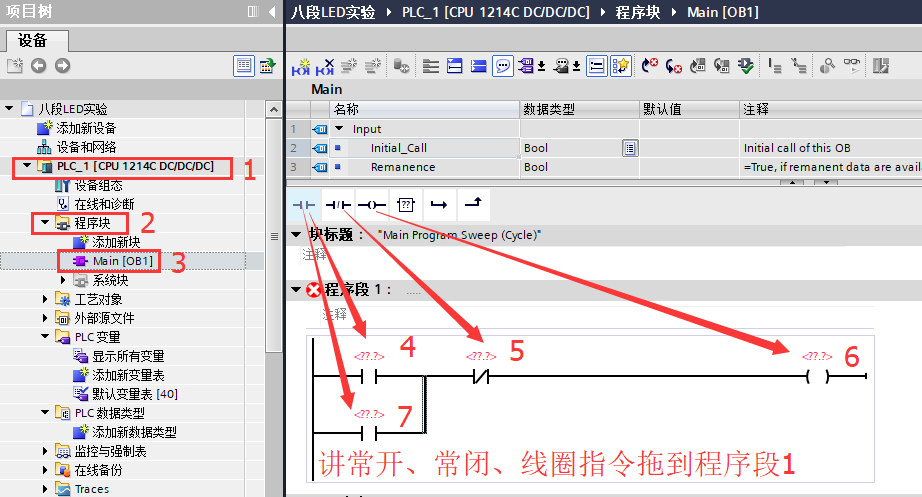 项目树
设备
八段LED实验
添加新设备
设备和网络
PLC_1 [CPU 1214C DC/DC/DC]
1
设备组态
在线和诊断
程序块
2
添加新块
Main [OB1]
3
系统块
工艺对象
外部源文件
PLC 变量
显示所有变量
添加新变量表
默认变量表 [40]
PLC 数据类型
添加新数据类型
监控与强制表
在线备份
Traces
八段LED实验 PLC_1 [CPU 1214C DC/DC/DC] 程序块 Main [OB1]
Main
名称 数据类型 默认值 注释
1 Input
2 Initial_Call Bool Initial call of this OB
3 Remanence Bool =True, if remanent data are avail
??
块标题： "Main Program Sweep (Cycle)"
注释
程序段 1： .....
注释
<??.?> 4 <??.?> 5 <??.?> 6
<??.?> 7
讲常开、常闭、线圈指令拖到程序段1